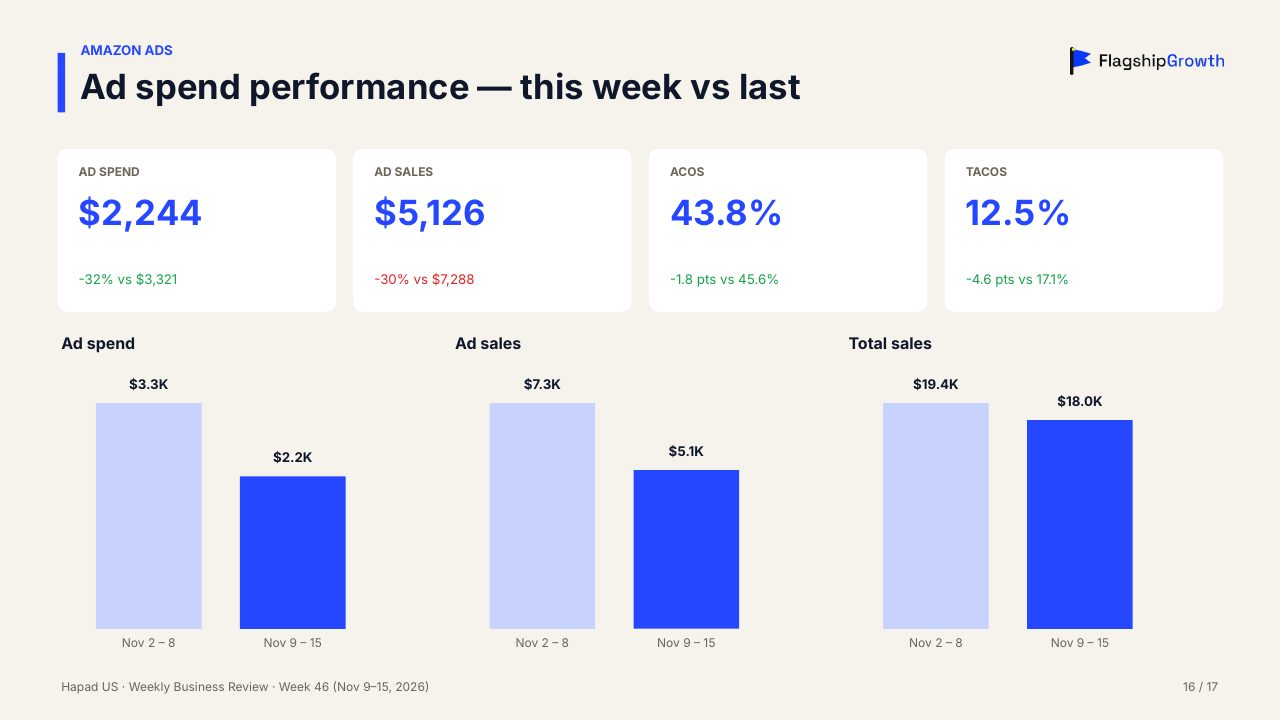 AMAZON ADS
Ad spend performance — this week vs last
FlagshipGrowth
AD SPEND
$2,244
-32% vs $3,321
AD SALES
$5,126
-30% vs $7,288
ACOS
43.8%
-1.8 pts vs 45.6%
TACOS
12.5%
-4.6 pts vs 17.1%
Ad spend
$3.3K
$2.2K
Nov 2 – 8
Nov 9 – 15
Ad sales
$7.3K
$5.1K
Nov 2 – 8
Nov 9 – 15
Total sales
$19.4K
$18.0K
Nov 2 – 8
Nov 9 – 15
Hapad US · Weekly Business Review · Week 46 (Nov 9–15, 2026)
16 / 17